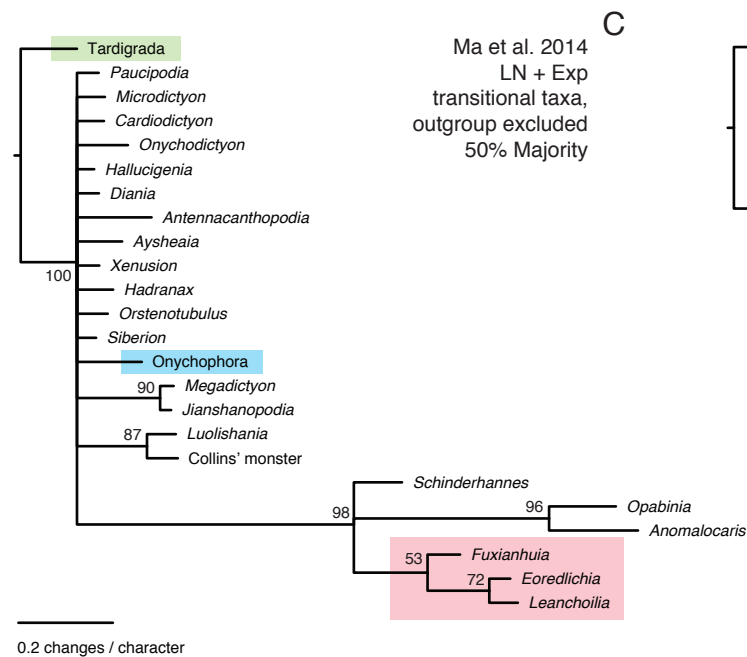 C
Ma et al. 2014
LN + Exp
transitional taxa,
outgroup excluded
50% Majority
Tardigrada
Paucipodia
Microdictyon
Cardiodictyon
Onychodictyon
Hallucigenia
Diania
Antennacanthopodia
Aysheaia
Xenusion
100
Hadranax
Orstenotubulus
Siberion
Onychophora
90
Megadictyon
Jianshanopodia
87
Luolishania
Collins' monster
Schinderhannes
98
96
Opabinia
Anomalocaris
53
Fuxianhuia
72
Eoredlichia
Leanchoilia
0.2 changes / character